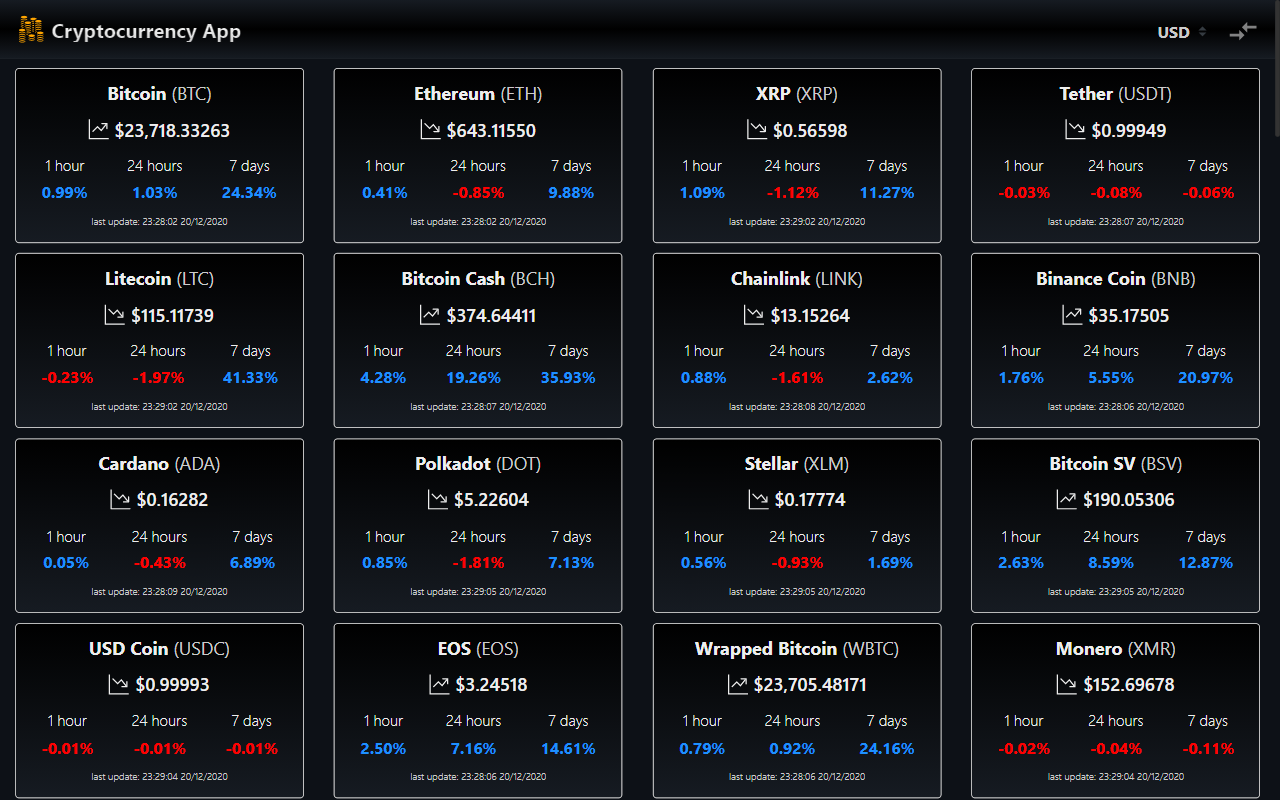 Cryptocurrency App
USD
Bitcoin (BTC)
$23,718.33263
1 hour 24 hours 7 days
0.99% 1.03% 24.34%
last update: 23:28:02 20/12/2020
Ethereum (ETH)
$643.11550
1 hour 24 hours 7 days
0.41% -0.85% 9.88%
last update: 23:28:02 20/12/2020
XRP (XRP)
$0.56598
1 hour 24 hours 7 days
1.09% -1.12% 11.27%
last update: 23:29:02 20/12/2020
Tether (USDT)
$0.99949
1 hour 24 hours 7 days
-0.03% -0.08% -0.06%
last update: 23:28:07 20/12/2020
Litecoin (LTC)
$115.11739
1 hour 24 hours 7 days
-0.23% -1.97% 41.33%
last update: 23:29:02 20/12/2020
Bitcoin Cash (BCH)
$374.64411
1 hour 24 hours 7 days
4.28% 19.26% 35.93%
last update: 23:28:07 20/12/2020
Chainlink (LINK)
$13.15264
1 hour 24 hours 7 days
0.88% -1.61% 2.62%
last update: 23:28:08 20/12/2020
Binance Coin (BNB)
$35.17505
1 hour 24 hours 7 days
1.76% 5.55% 20.97%
last update: 23:28:06 20/12/2020
Cardano (ADA)
$0.16282
1 hour 24 hours 7 days
0.05% -0.43% 6.89%
last update: 23:28:09 20/12/2020
Polkadot (DOT)
$5.22604
1 hour 24 hours 7 days
0.85% -1.81% 7.13%
last update: 23:29:05 20/12/2020
Stellar (XLM)
$0.17774
1 hour 24 hours 7 days
0.56% -0.93% 1.69%
last update: 23:29:05 20/12/2020
Bitcoin SV (BSV)
$190.05306
1 hour 24 hours 7 days
2.63% 8.59% 12.87%
last update: 23:29:05 20/12/2020
USD Coin (USDC)
$0.99993
1 hour 24 hours 7 days
-0.01% -0.01% -0.01%
last update: 23:29:04 20/12/2020
EOS (EOS)
$3.24518
1 hour 24 hours 7 days
2.50% 7.16% 14.61%
last update: 23:28:06 20/12/2020
Wrapped Bitcoin (WBTC)
$23,705.48171
1 hour 24 hours 7 days
0.79% 0.92% 24.16%
last update: 23:28:06 20/12/2020
Monero (XMR)
$152.69678
1 hour 24 hours 7 days
-0.02% -0.04% -0.11%
last update: 23:29:04 20/12/2020